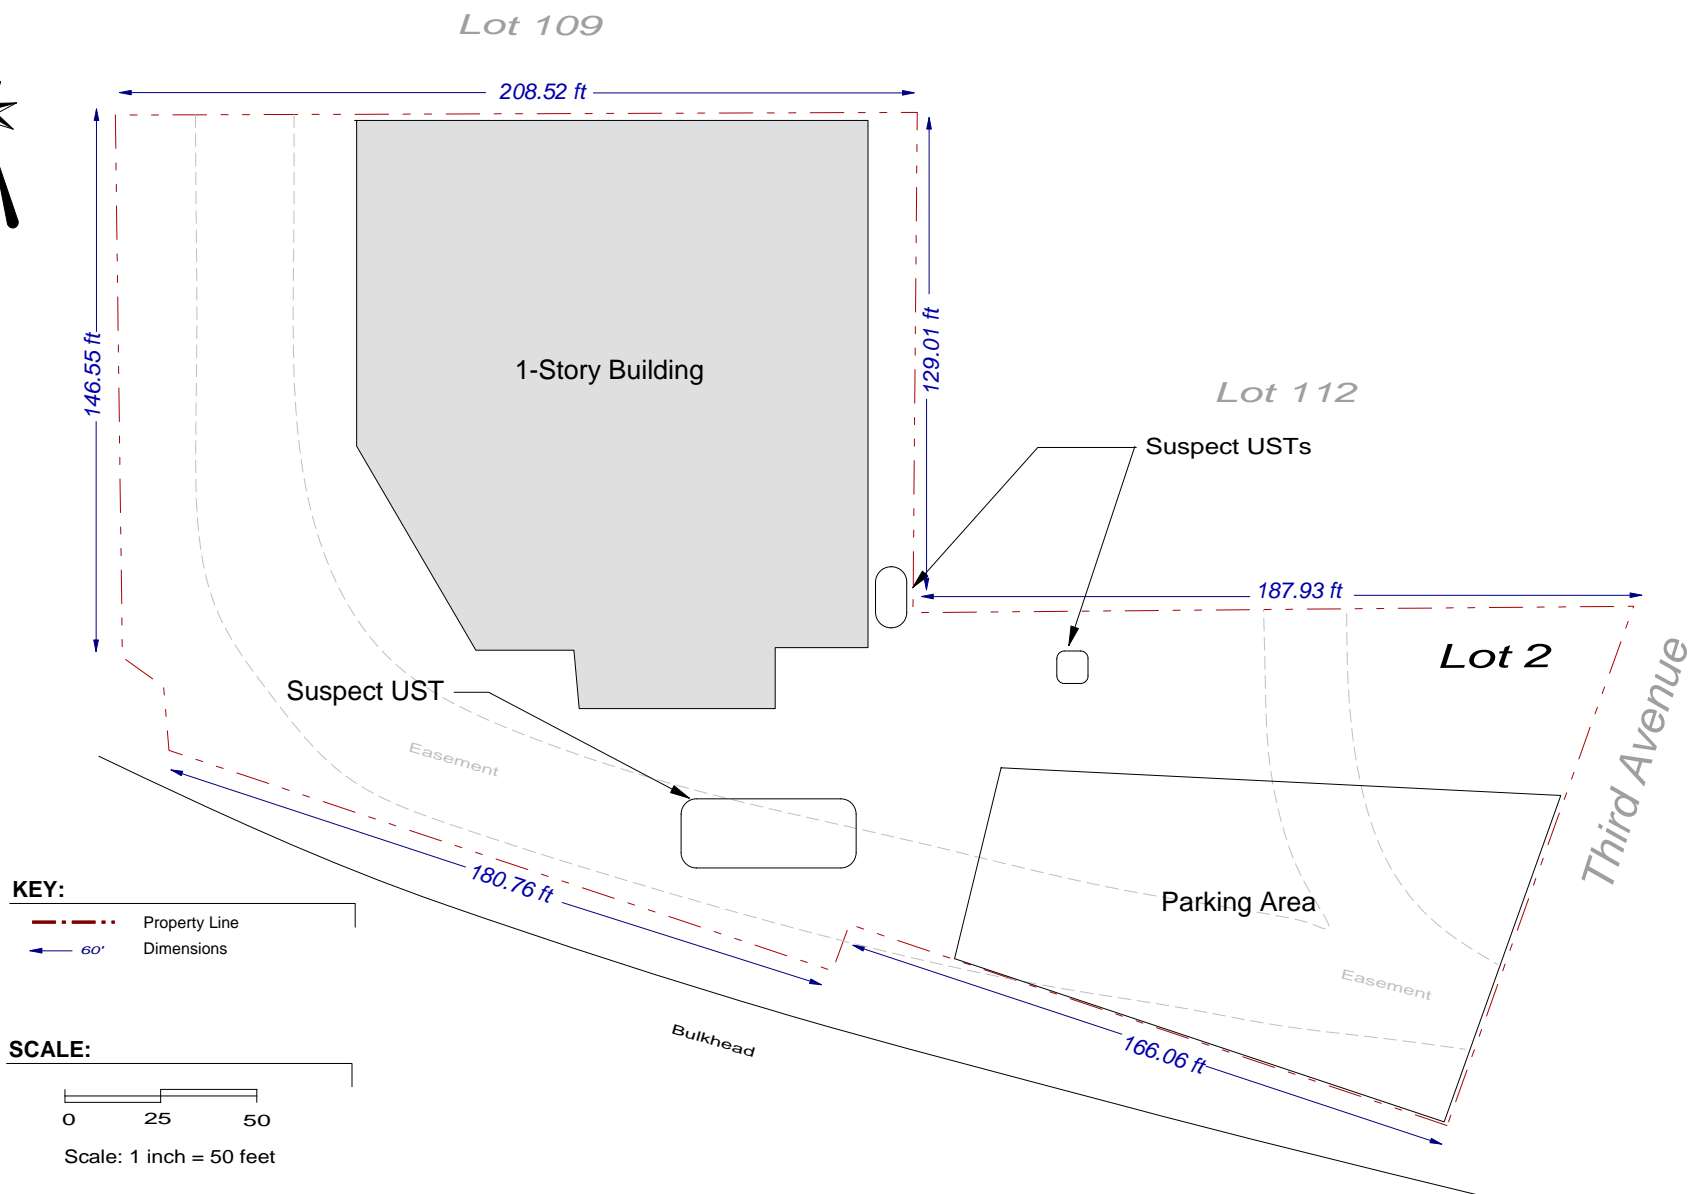 Lot 109
208.52 ft
146.55 ft
129.01 ft
1-Story Building
Lot 112
Suspect USTs
187.93 ft
Lot 2
Suspect UST
Third Avenue
Easement
180.76 ft
Parking Area
KEY:
Property Line
60'
Dimensions
Easement
Bulkhead
166.06 ft
SCALE:
0 25 50
Scale: 1 inch = 50 feet